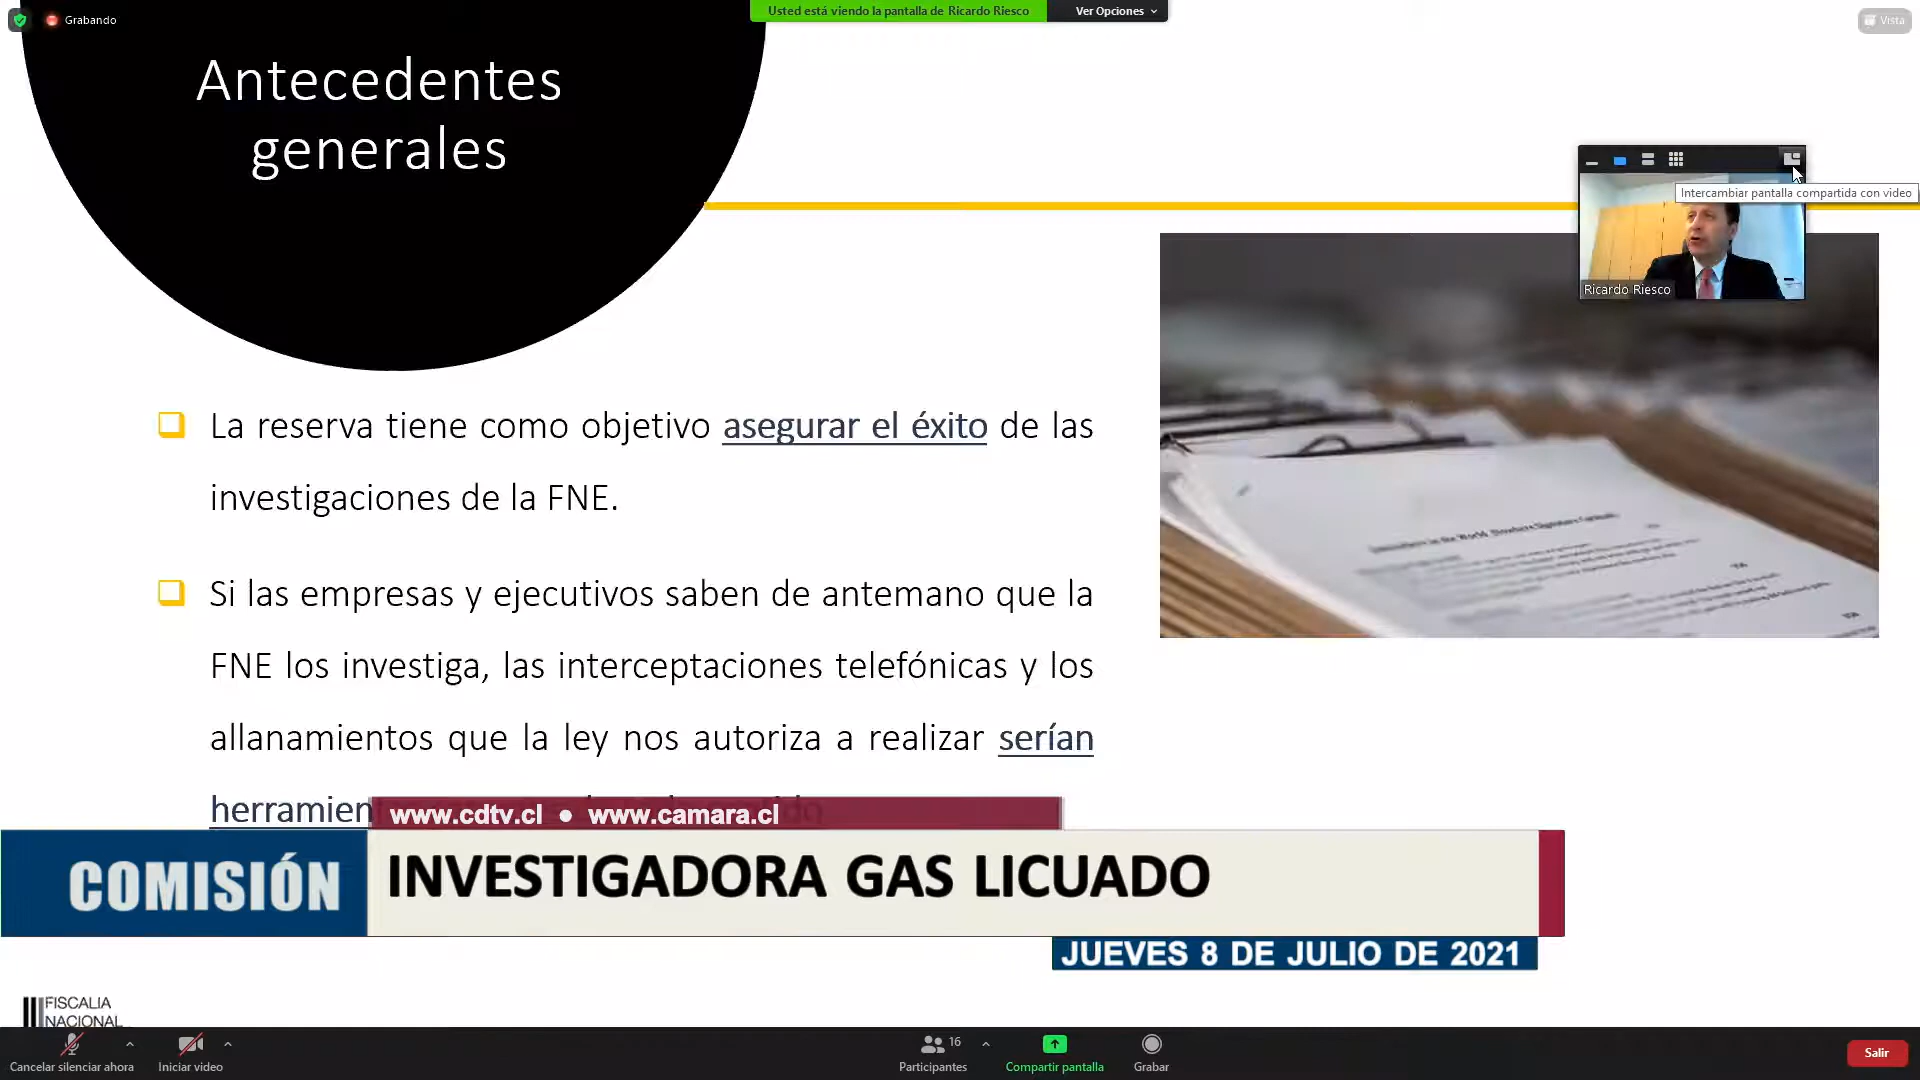 Grabando
Usted está viendo la pantalla de Ricardo Riesco
Ver Opciones
Vista
Antecedentes
generales
Intercambiar pantalla compartida con video
Ricardo Riesco
La reserva tiene como objetivo asegurar el éxito de las
investigaciones de la FNE.
Si las empresas y ejecutivos saben de antemano que la
FNE los investiga, las interceptaciones telefónicas y los
allanamientos que la ley nos autoriza a realizar serían
www.cdtv.cl ● www.camara.cl
COMISIÓN
INVESTIGADORA GAS LICUADO
JUEVES 8 DE JULIO DE 2021
FISCALIA
NACIONAL
Cancelar silenciar ahora
Iniciar video
16
Participantes
Compartir pantalla
Grabar
Salir